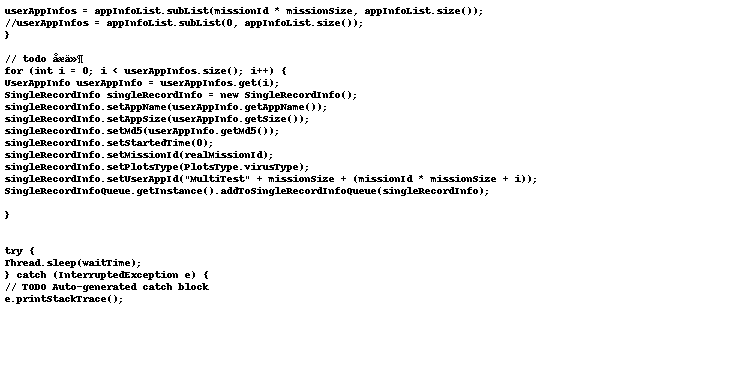 userAppInfos = appInfoList.subList(missionId * missionSize, appInfoList.size());
//userAppInfos = appInfoList.subList(0, appInfoList.size());
}
// todo
for (int i = 0; i < userAppInfos.size(); i++) {
UserAppInfo userAppInfo = userAppInfos.get(i);
SingleRecordInfo singleRecordInfo = new SingleRecordInfo();
singleRecordInfo.setAppName(userAppInfo.getAppName());
singleRecordInfo.setAppSize(userAppInfo.getSize());
singleRecordInfo.setMd5(userAppInfo.getMd5());
singleRecordInfo.setStartedTime(0);
singleRecordInfo.setMissionId(realMissionId);
singleRecordInfo.setPlotsType(PlotsType.virusType);
singleRecordInfo.setUserAppId("MultiTest" + missionSize + (missionId * missionSize + i));
SingleRecordInfoQueue.getInstance().addToSingleRecordInfoQueue(singleRecordInfo);
}
try {
Thread.sleep(waitTime);
} catch (InterruptedException e) {
// TODO Auto-generated catch block
e.printStackTrace();